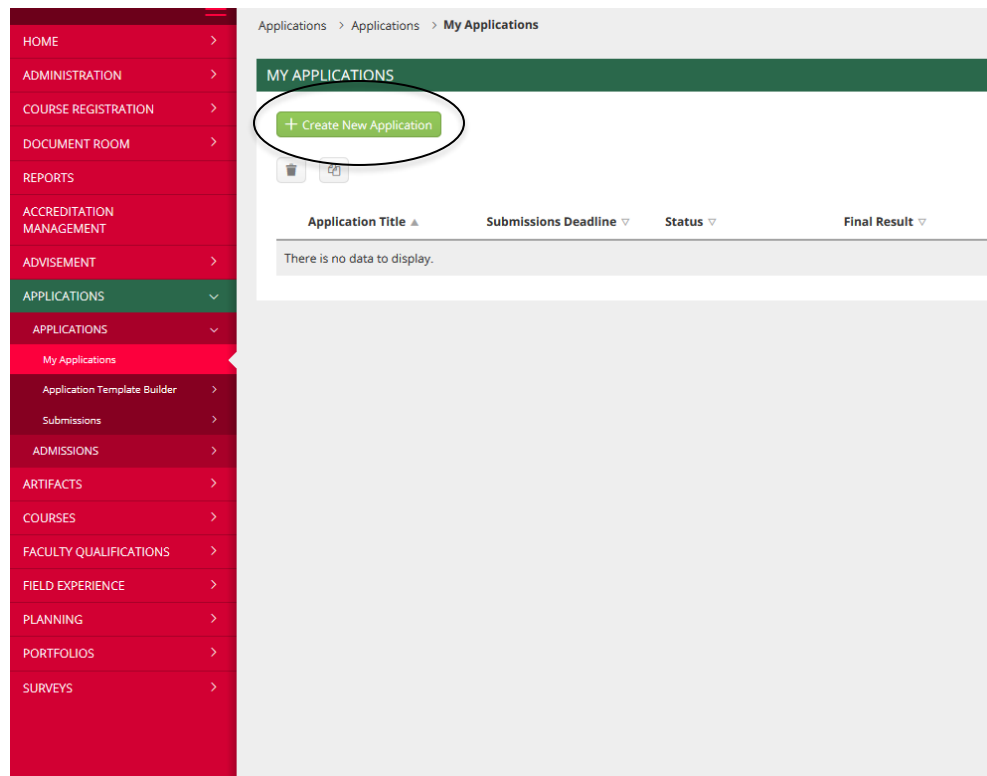 Applications > Applications > My Applications
HOME
ADMINISTRATION
COURSE REGISTRATION
DOCUMENT ROOM
REPORTS
ACCREDITATION
MANAGEMENT
ADVISEMENT
APPLICATIONS
APPLICATIONS
My Applications
Application Template Builder
Submissions
ADMISSIONS
ARTIFACTS
COURSES
FACULTY QUALIFICATIONS
FIELD EXPERIENCE
PLANNING
PORTFOLIOS
SURVEYS
MY APPLICATIONS
+ Create New Application
Application Title ▲ Submissions Deadline ▽ Status ▽ Final Result ▽
There is no data to display.